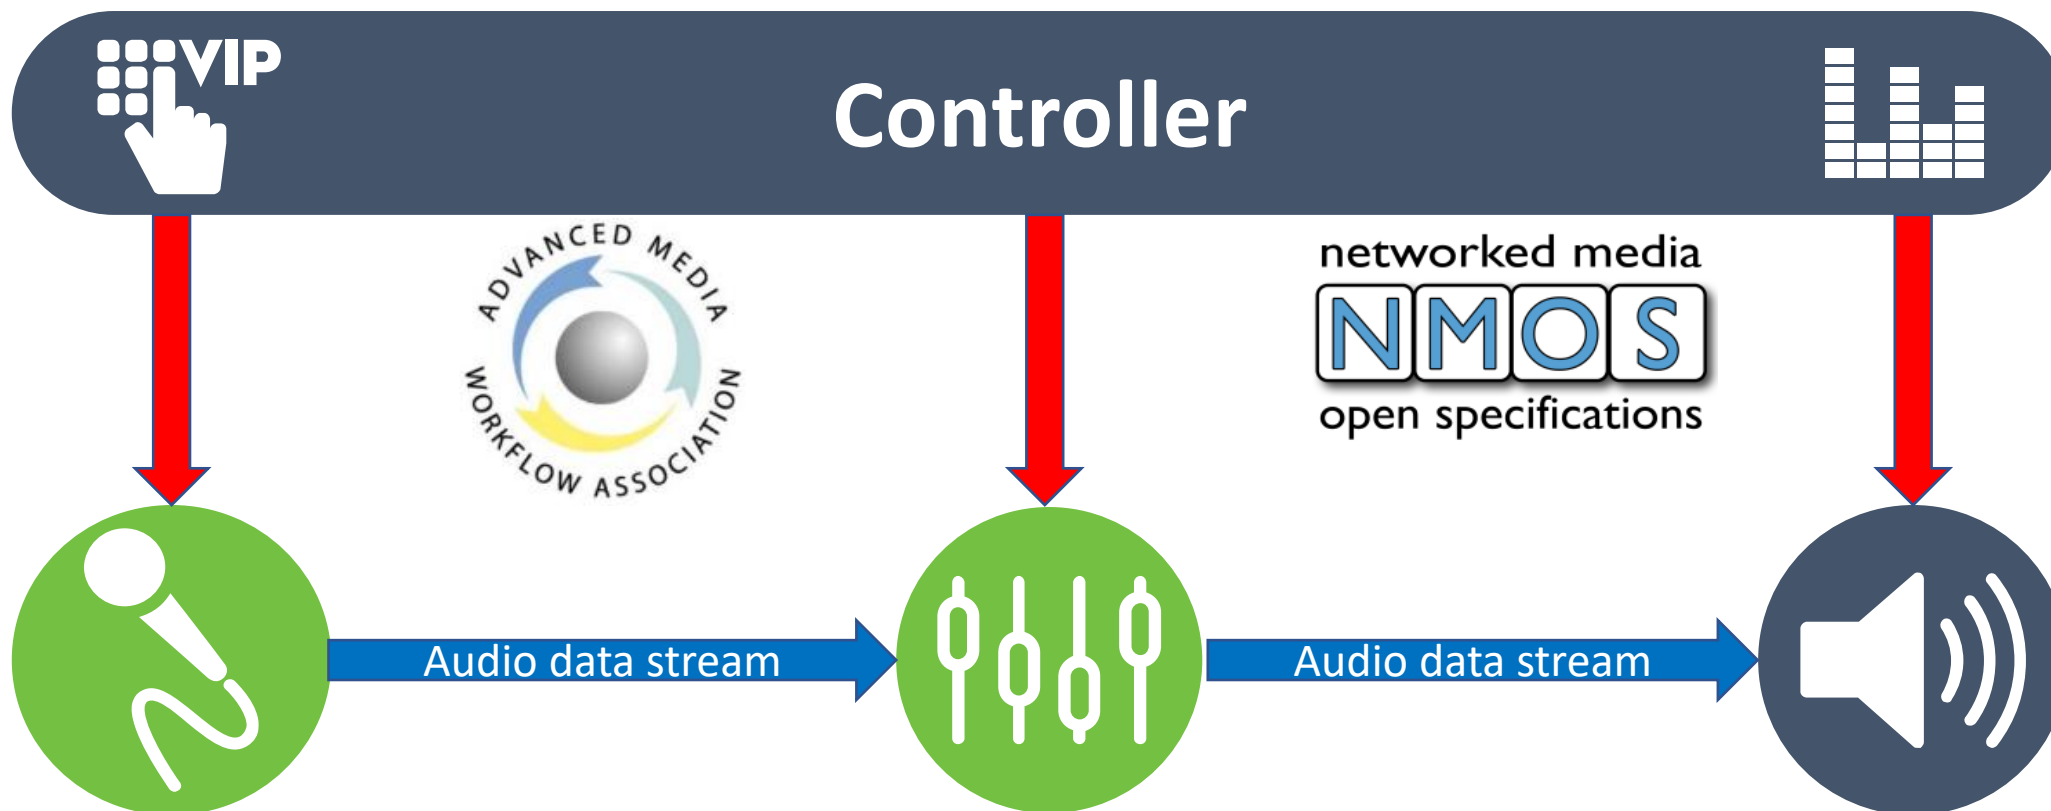 VIP
Controller
ADVANCED MEDIA
WORKFLOW ASSOCIATION
networked media
NMOS
open specifications
Audio data stream
Audio data stream